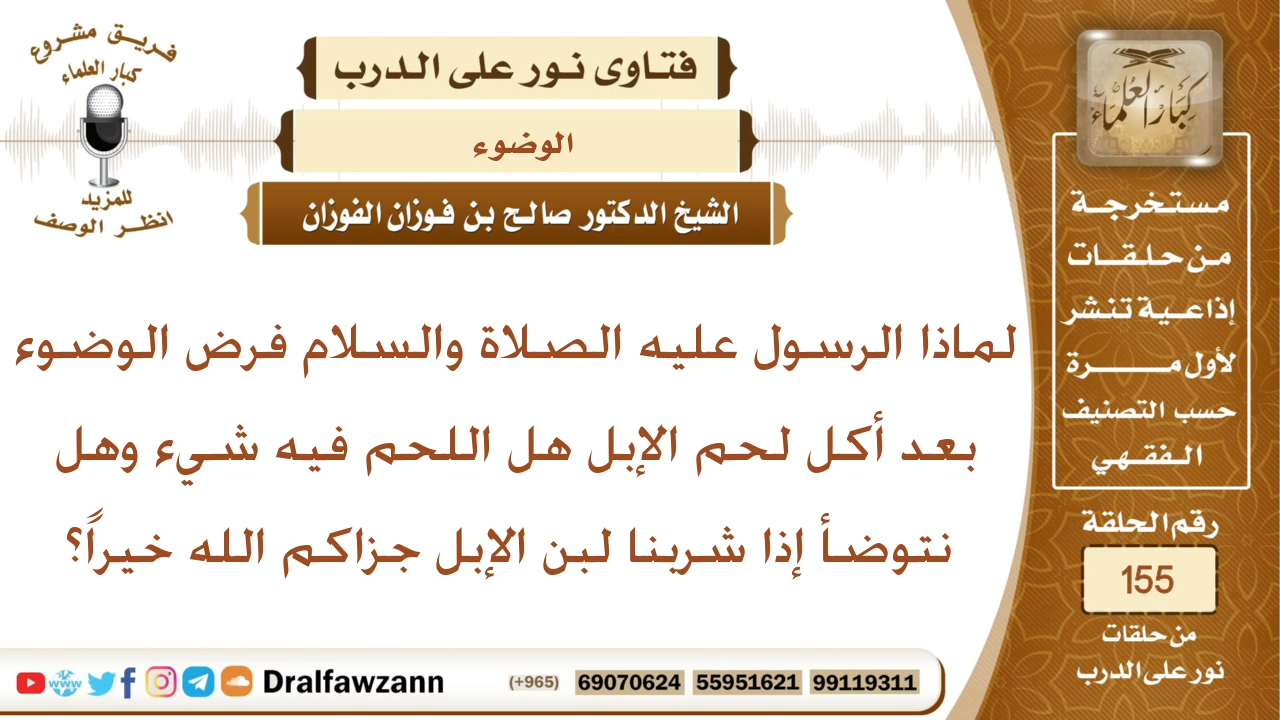 فريق مشروع
كبار العلماء
للمزيد
انظر الوصف
فتاوى نور على الدرب
الوضوء
الشيخ الدكتور صالح بن فوزان الفوزان
لماذا الرسول عليه الصلاة والسلام فرض الوضوء
بعد أكل لحم الإبل هل اللحم فيه شيء وهل
نتوضأ إذا شربنا لبن الإبل جزاكم الله خيراً؟
كبار العلماء
مستخرجة
من حلقات
إذاعية تنشر
لأول مرة
حسب التصنيف
الفقهي
رقم الحلقة
155
من حلقات
نور على الدرب
www Dralfawzann (+965) 69070624 55951621 99119311